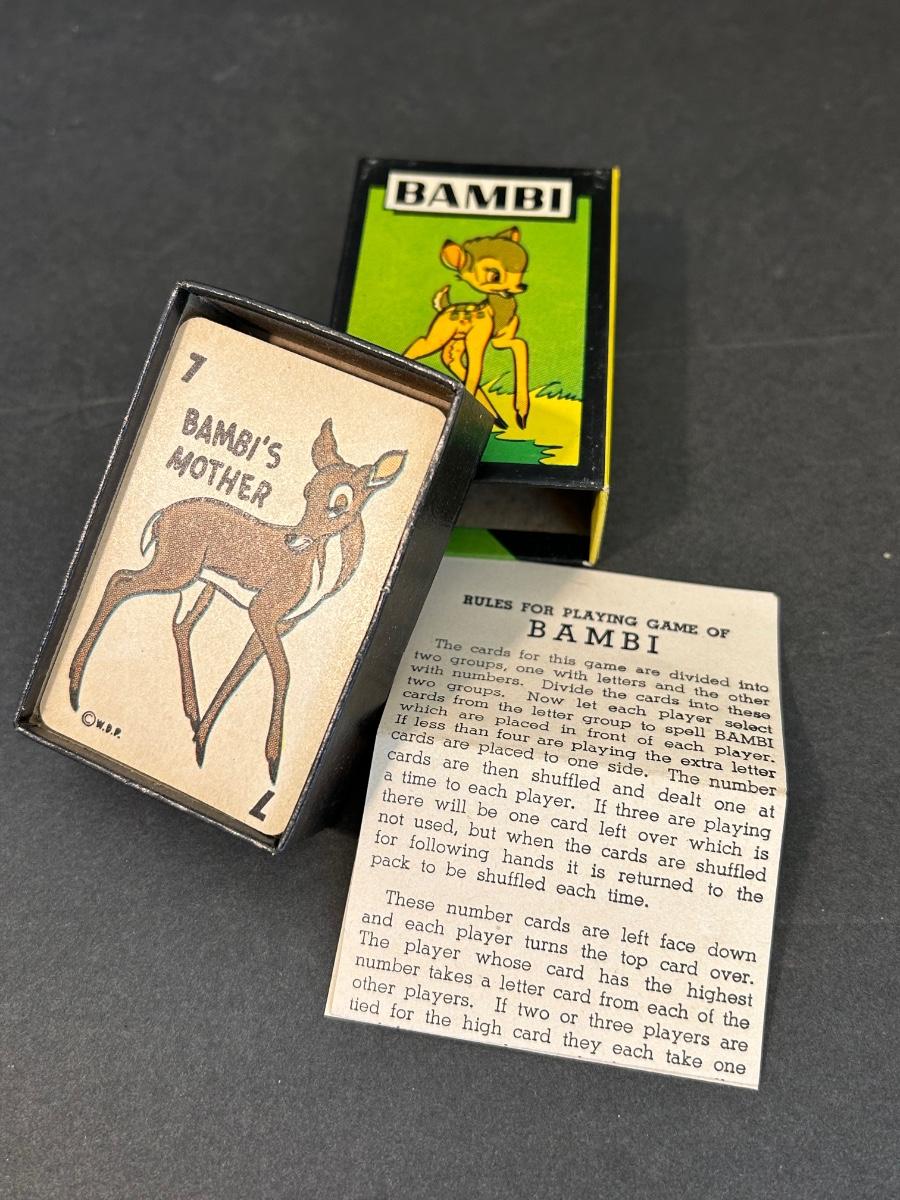 BAMBI
7
BAMBI'S
MOTHER
©W.D.P.
7
RULES FOR PLAYING GAME OF
BAMBI
The cards for this game are divided into
two groups, one with letters and the other
with numbers. Divide the cards into these
two groups. Now let each player select
cards from the letter group to spell BAMBI
which are placed in front of each player.
If less than four are playing the extra letter
cards are placed to one side. The number
cards are then shuffled and dealt one at
a time to each player. If three are playing
there will be one card left over which is
not used, but when the cards are shuffled
for following hands it is returned to the
pack to be shuffled each time.
These number cards are left face down
and each player turns the top card over.
The player whose card has the highest
number takes a letter card from each of the
other players. If two or three players are
tied for the high card they each take one